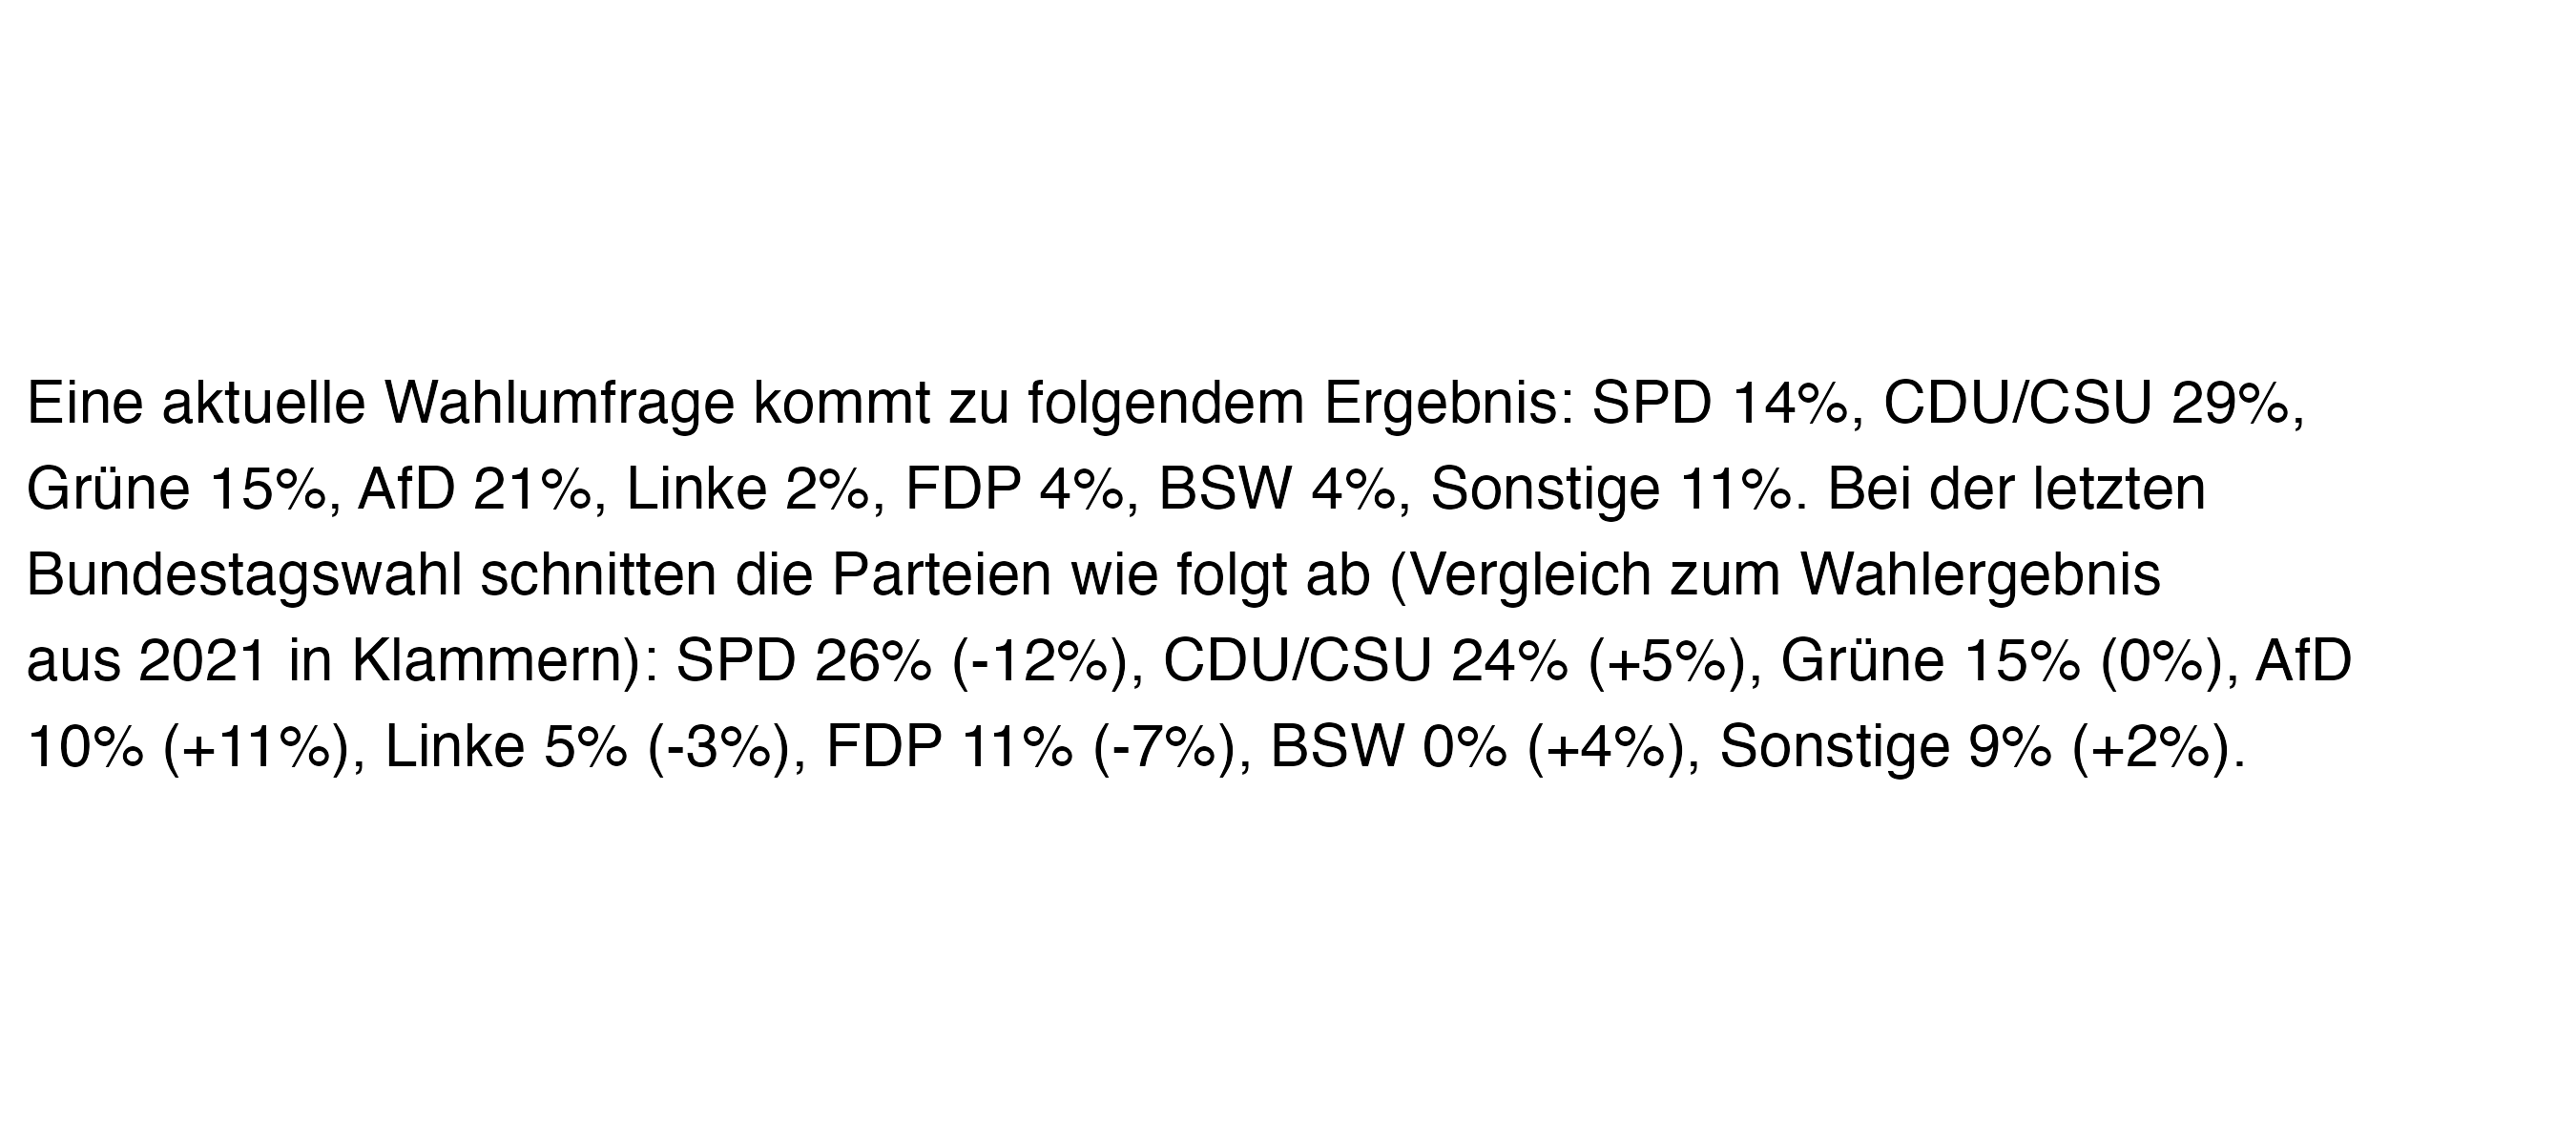 Eine aktuelle Wahlumfrage kommt zu folgendem Ergebnis: SPD 14%, CDU/CSU 29%,
Grüne 15%, AfD 21%, Linke 2%, FDP 4%, BSW 4%, Sonstige 11%. Bei der letzten
Bundestagswahl schnitten die Parteien wie folgt ab (Vergleich zum Wahlergebnis
aus 2021 in Klammern): SPD 26% (-12%), CDU/CSU 24% (+5%), Grüne 15% (0%), AfD
10% (+11%), Linke 5% (-3%), FDP 11% (-7%), BSW 0% (+4%), Sonstige 9% (+2%).